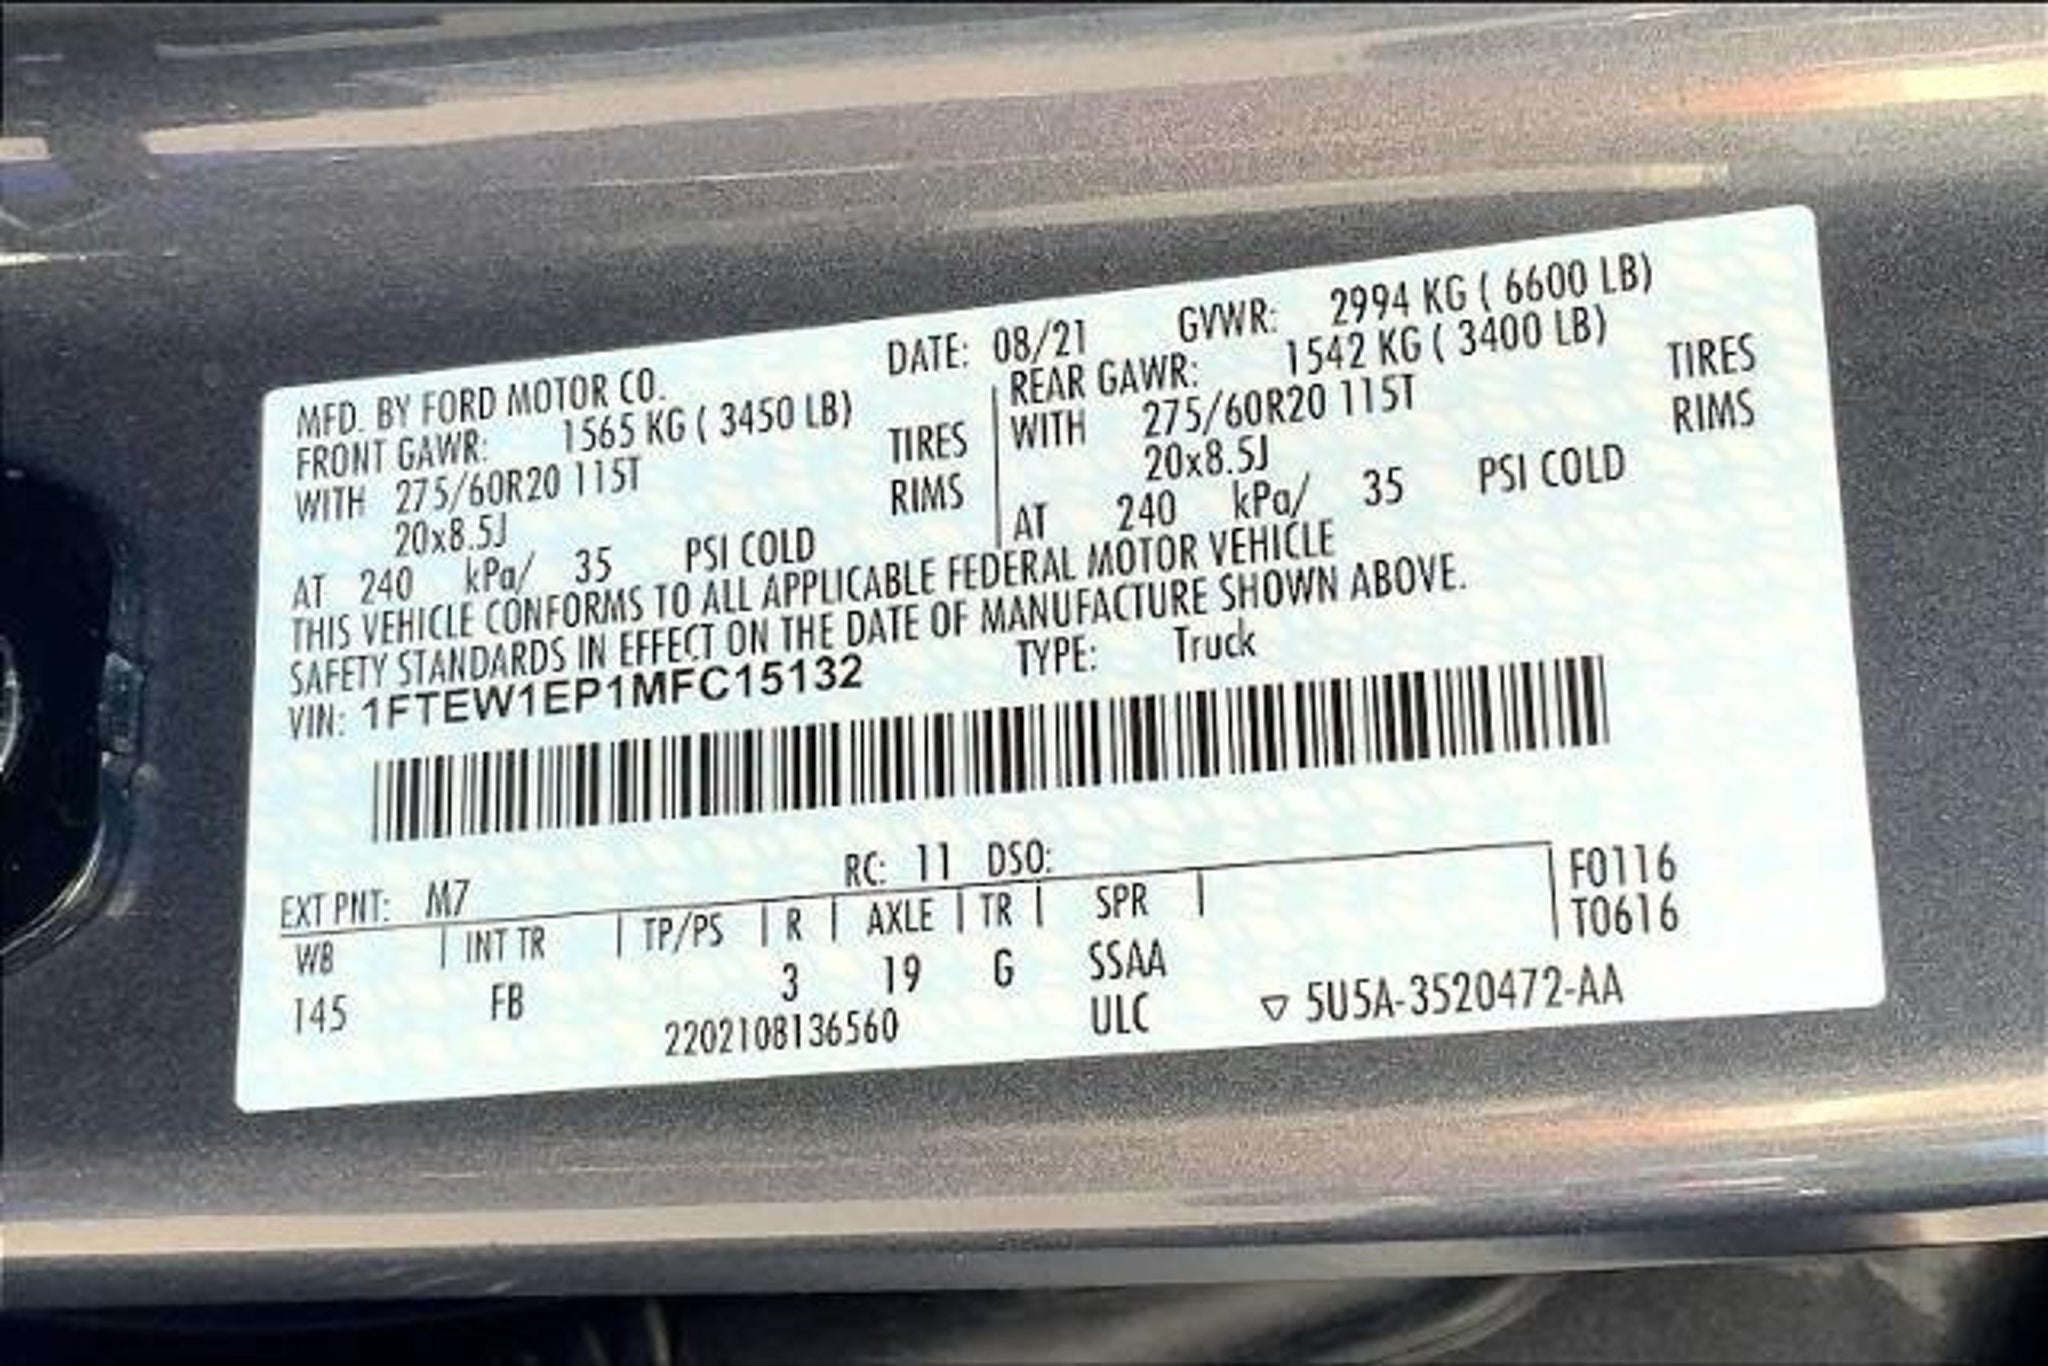 MFD. BY FORD MOTOR CO. DATE: 08/21 GVWR: 2994 KG ( 6600 LB)
FRONT GAWR: 1565 KG ( 3450 LB)
WITH 275/60R20 115T TIRES
20x8.5J RIMS
AT 240 kPa/ 35 PSI COLD
REAR GAWR: 1542 KG ( 3400 LB)
WITH 275/60R20 115T TIRES
20x8.5J RIMS
AT 240 kPa/ 35 PSI COLD
THIS VEHICLE CONFORMS TO ALL APPLICABLE FEDERAL MOTOR VEHICLE
SAFETY STANDARDS IN EFFECT ON THE DATE OF MANUFACTURE SHOWN ABOVE.
VIN: 1FTEW1EP1MFC15132 TYPE: Truck
EXT PNT: M7 RC: 11 DSO:
WB | INT TR | TP/PS | R | AXLE | TR | SPR |
145 FB 3 19 G SSAA
2202108136560 ULC
F0116
T0616
▽ 5U5A-3520472-AA